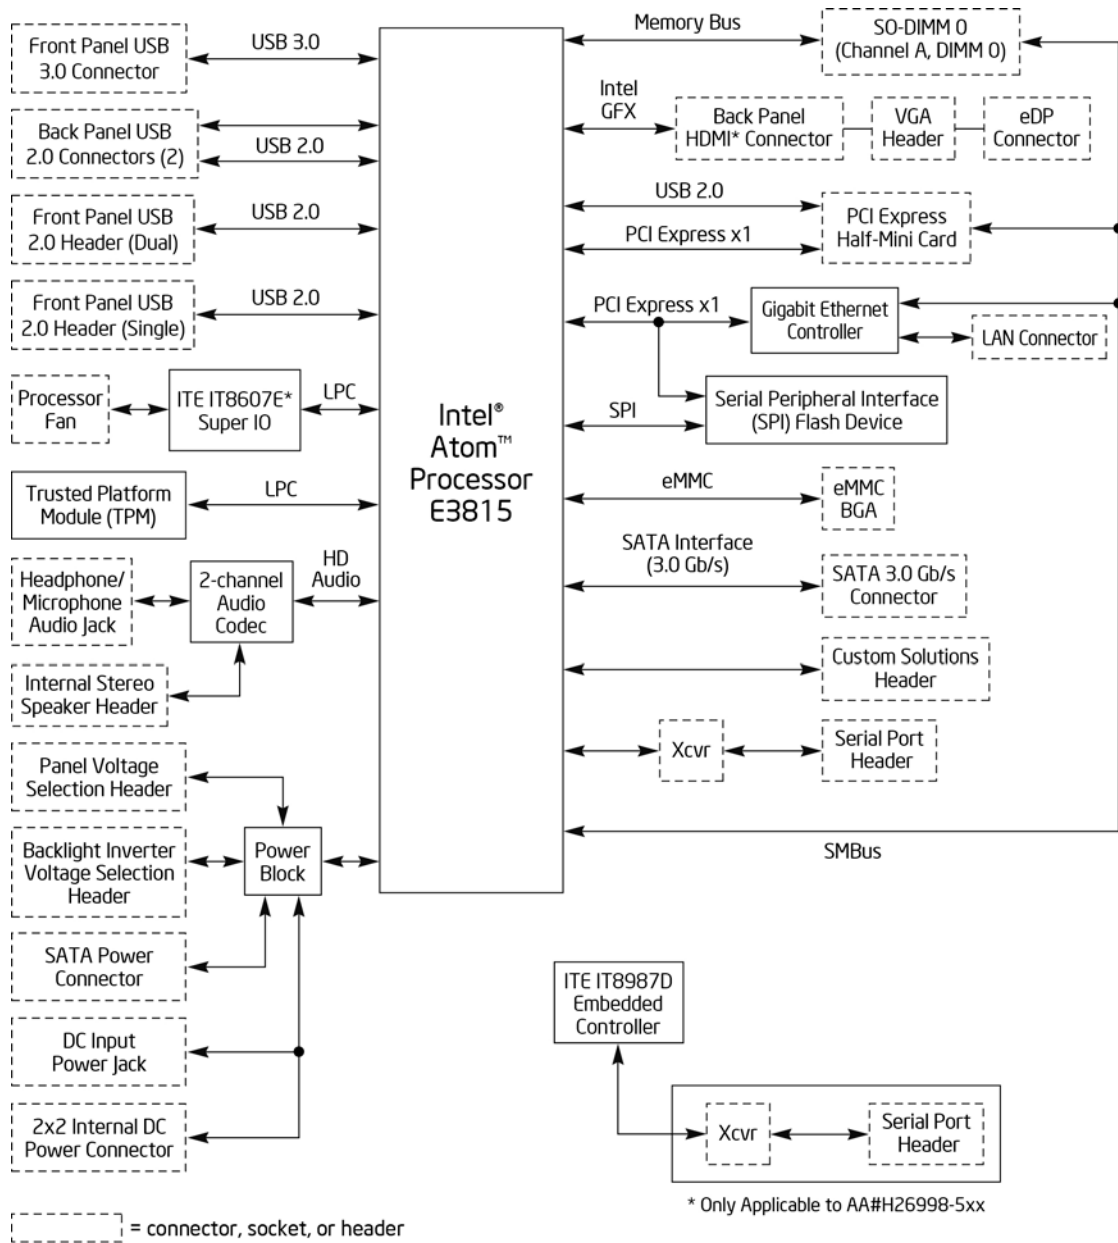 Front Panel USB
3.0 Connector
USB 3.0
Back Panel USB
2.0 Connectors (2)
USB 2.0
Front Panel USB
2.0 Header (Dual)
USB 2.0
Front Panel USB
2.0 Header (Single)
USB 2.0
Processor
Fan
ITE IT8607E*
Super IO
LPC
Trusted Platform
Module (TPM)
LPC
Headphone/
Microphone
Audio Jack
2-channel
Audio
Codec
HD
Audio
Internal Stereo
Speaker Header
Panel Voltage
Selection Header
Backlight Inverter
Voltage Selection
Header
Power
Block
SATA Power
Connector
DC Input
Power Jack
2x2 Internal DC
Power Connector
Intel®
Atom™
Processor
E3815
Memory Bus
SO-DIMM 0
(Channel A, DIMM 0)
Intel
GFX
Back Panel
HDMI* Connector
VGA
Header
eDP
Connector
USB 2.0
PCI Express x1
PCI Express
Half-Mini Card
PCI Express x1
Gigabit Ethernet
Controller
LAN Connector
SPI
Serial Peripheral Interface
(SPI) Flash Device
eMMC
eMMC
BGA
SATA Interface
(3.0 Gb/s)
SATA 3.0 Gb/s
Connector
Custom Solutions
Header
Xcvr
Serial Port
Header
SMBus
ITE IT8987D
Embedded
Controller
Xcvr
Serial Port
Header
* Only Applicable to AA#H26998-5xx
= connector, socket, or header